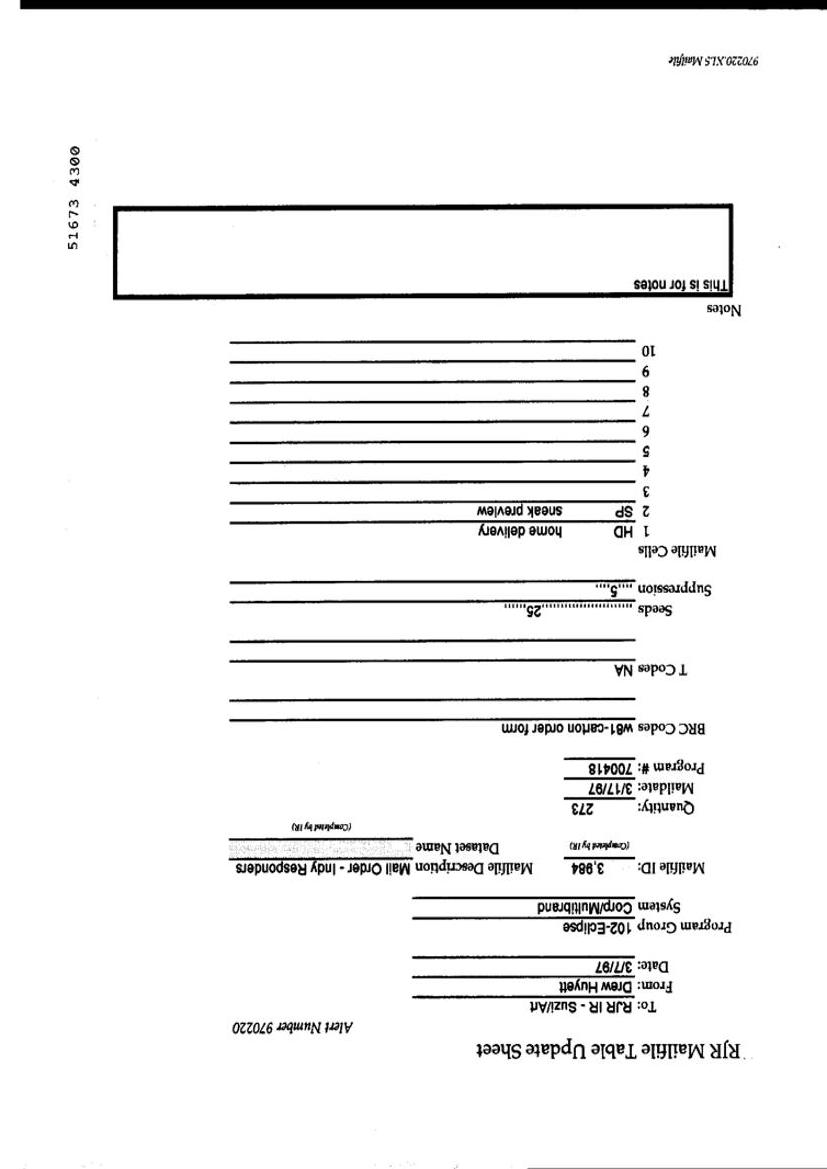 RJR Mailfile Table Update Sheet
Alert Number 970220
To: RJR IR - Suzi/Art
From: Drew Huyett
Date: 3/7/97
Program Group 102-Eclipse
System Corp/Multibrand
Mailfile ID: 3,984 Mailfile Description Mail Order - Indy Responders
(Completed by IR) Dataset Name
(Completed by IR)
Quantity: 273
Maildate: 3/17/97
Program #: 700418
BRC Codes w81-carton order form
T Codes NA
Seeds ........................25......
Suppression ....5....
Mailfile Cells
1 HD home delivery
2 SP sneak preview
3
4
5
6
7
8
9
10
Notes
This is for notes
51673 4300
970220.XLS Mailfile